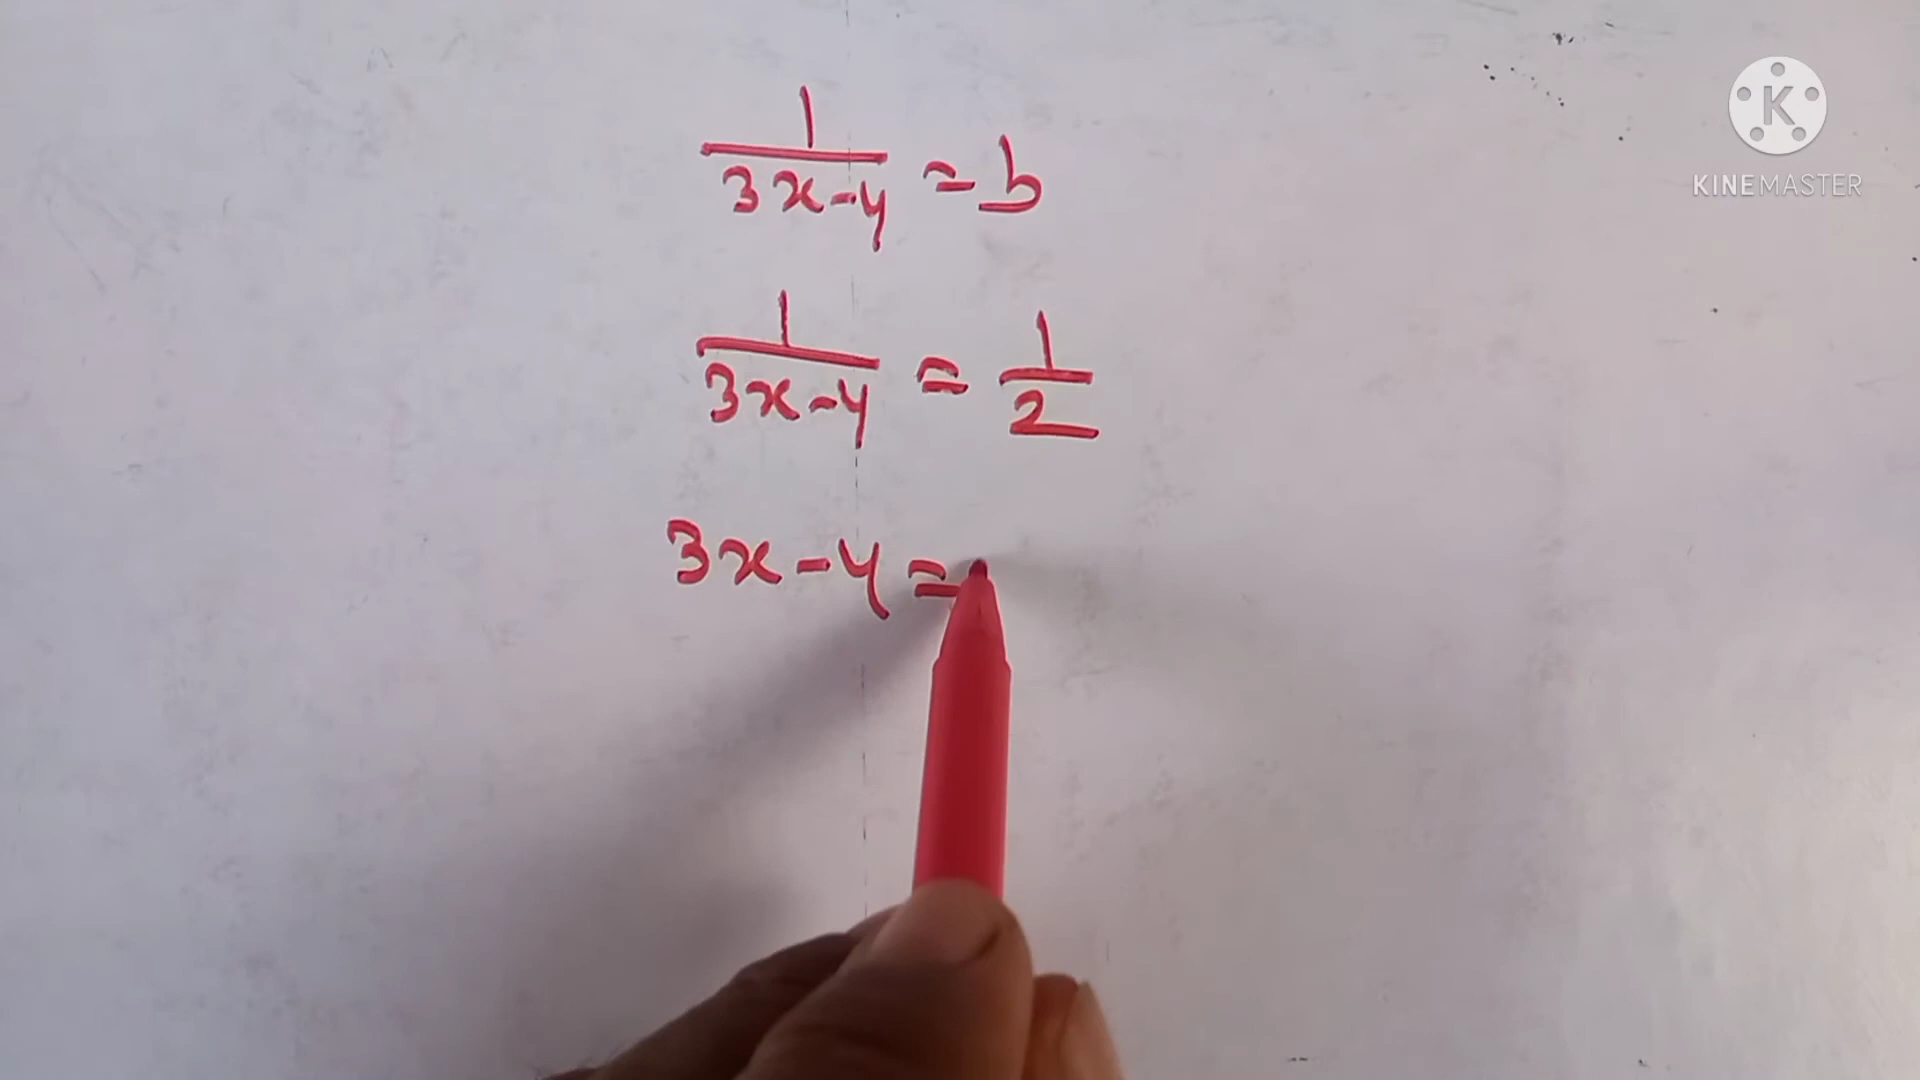 1/(3x-y) = b
K
KINEMASTER
1/(3x-y) = 1/2
3x-y =